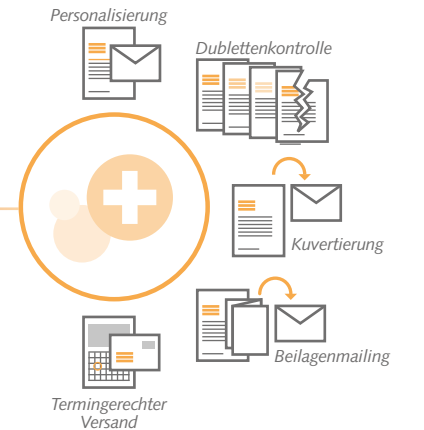 Personalisierung
Dublettenkontrolle
Kuvertierung
Beilagenmailing
Termingerechter
Versand